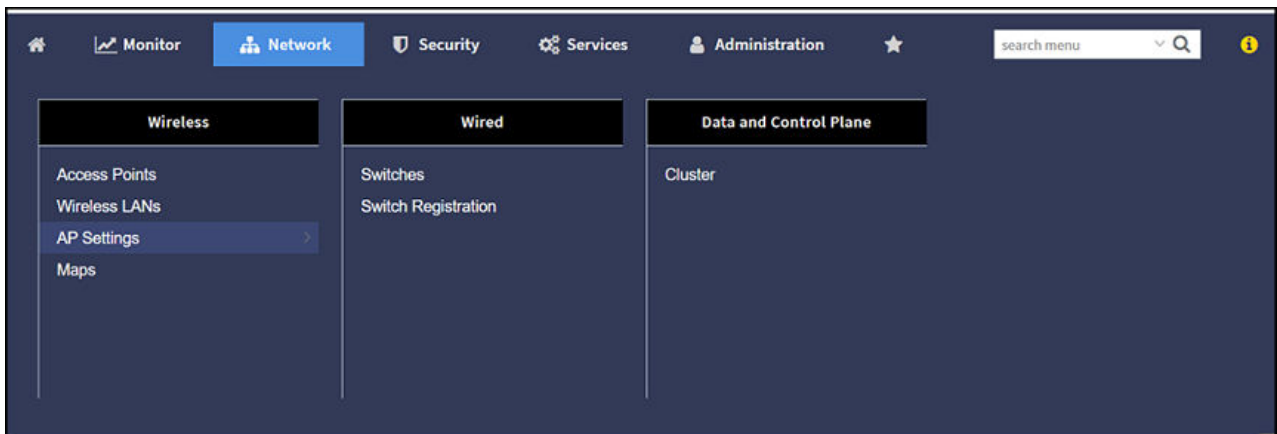 Monitor Network Security Services Administration search menu
Wireless Wired Data and Control Plane
Access Points Switches Cluster
Wireless LANs Switch Registration
AP Settings
Maps